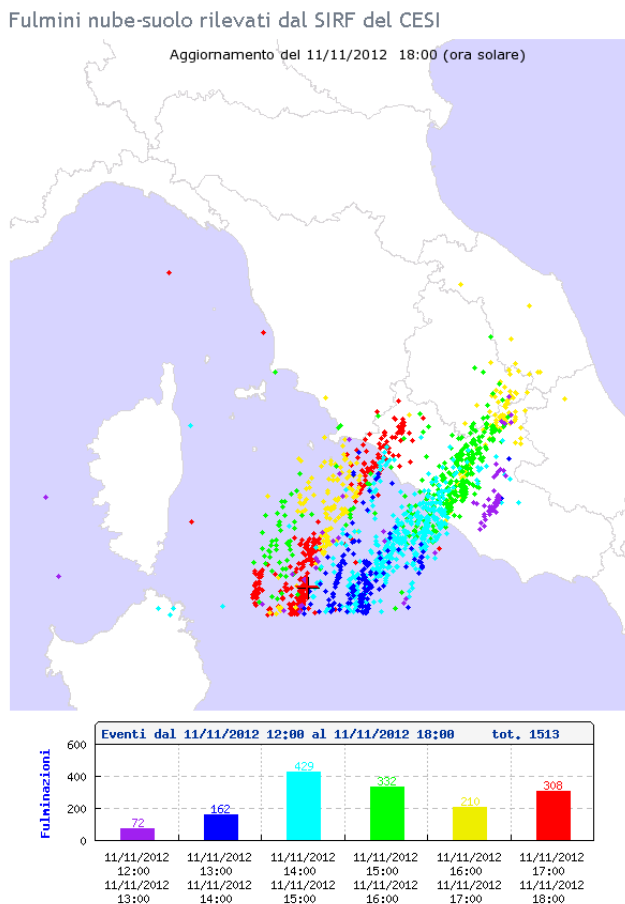 Fulmini nube-suolo rilevati dal SIRF del CESI
Aggiornamento del 11/11/2012 18:00 (ora solare)
Eventi dal 11/11/2012 12:00 al 11/11/2012 18:00 tot. 1513
Fulminazioni
600
400
200
0
72
162
429
332
210
308
11/11/2012 11/11/2012 11/11/2012 11/11/2012 11/11/2012 11/11/2012
12:00 13:00 14:00 15:00 16:00 17:00
11/11/2012 11/11/2012 11/11/2012 11/11/2012 11/11/2012 11/11/2012
13:00 14:00 15:00 16:00 17:00 18:00